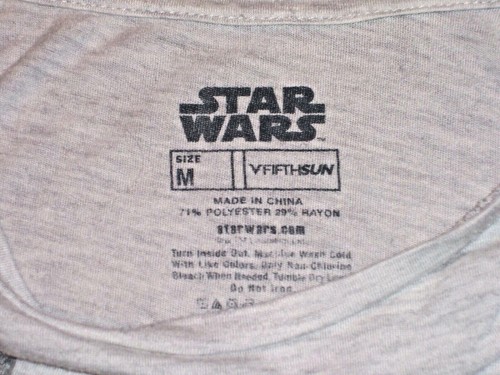 STAR
WARS
SIZE
M
FIFTHSUN
MADE IN CHINA
71% POLYESTER 29% RAYON
STARWARS.COM
Turn Inside Out. Machine Wash Cold
With Like Colors. Only Non-Chlorine
Bleach When Needed. Tumble Dry Low
Do Not Iron